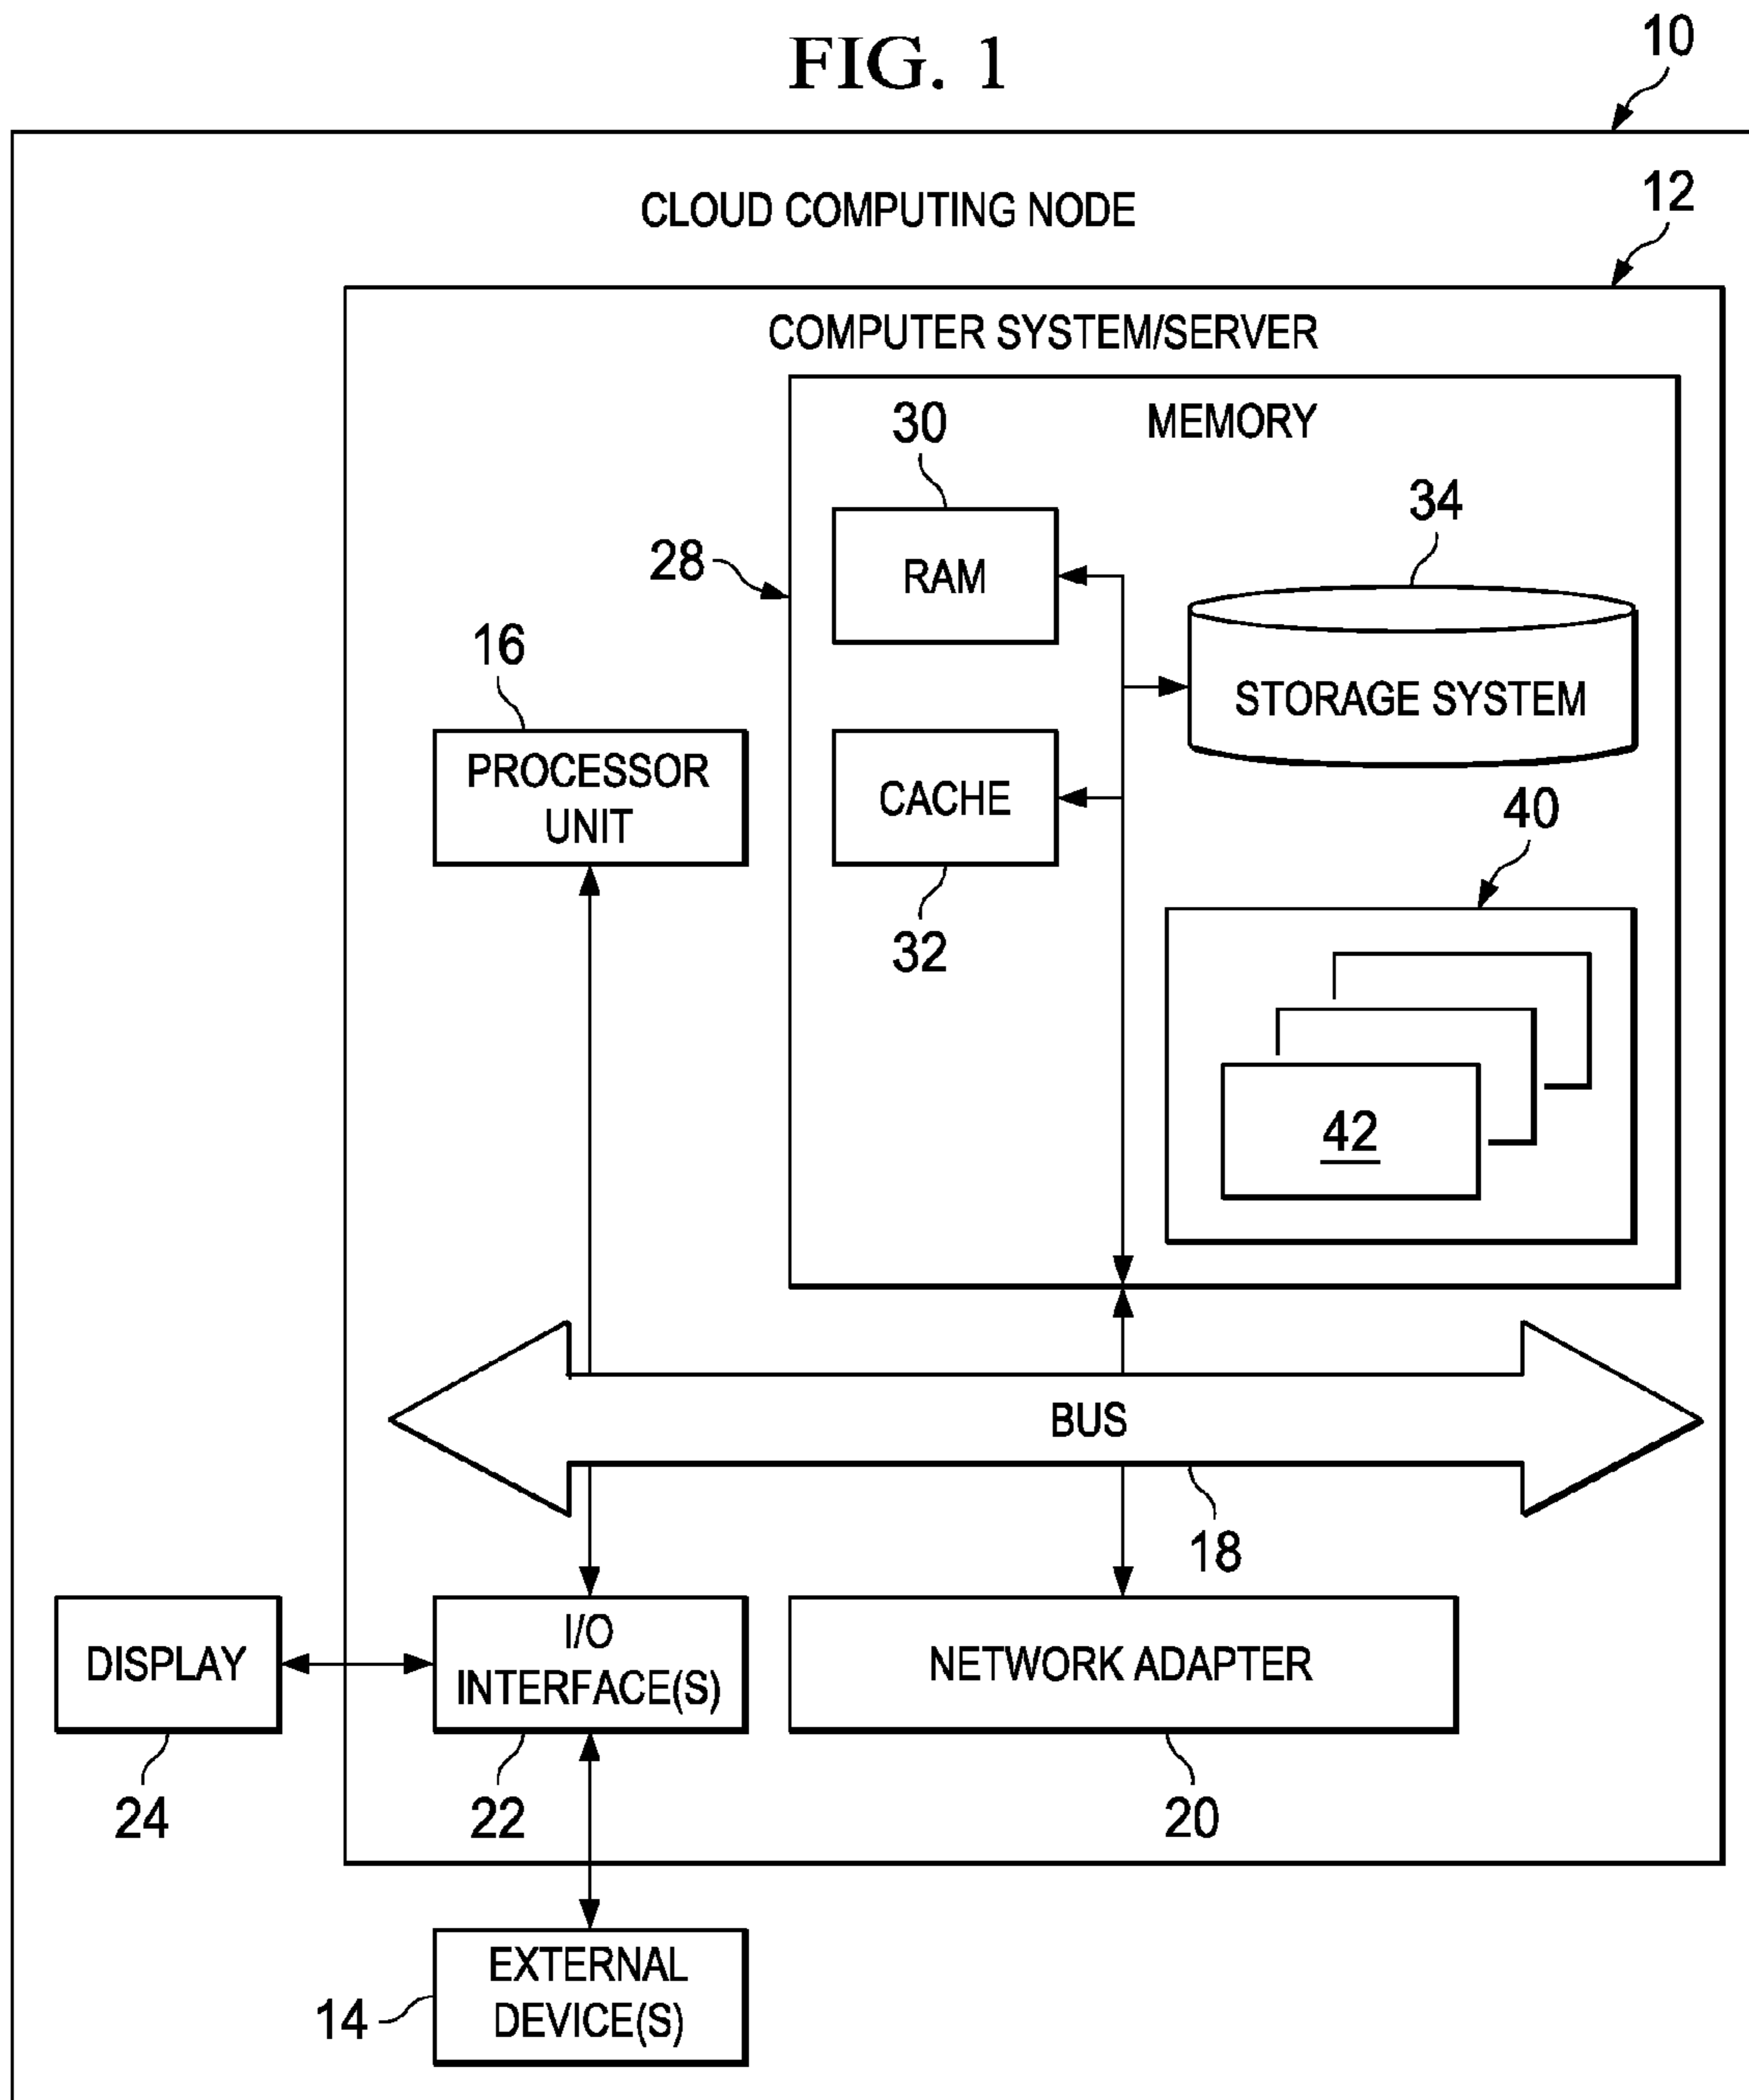 FIG. 1
10
CLOUD COMPUTING NODE
12
COMPUTER SYSTEM/SERVER
MEMORY
30
34
28
RAM
16
STORAGE SYSTEM
PROCESSOR
UNIT
CACHE
40
32
42
BUS
18
DISPLAY
I/O
INTERFACE(S)
NETWORK ADAPTER
24
22
20
EXTERNAL
DEVICE(S)
14